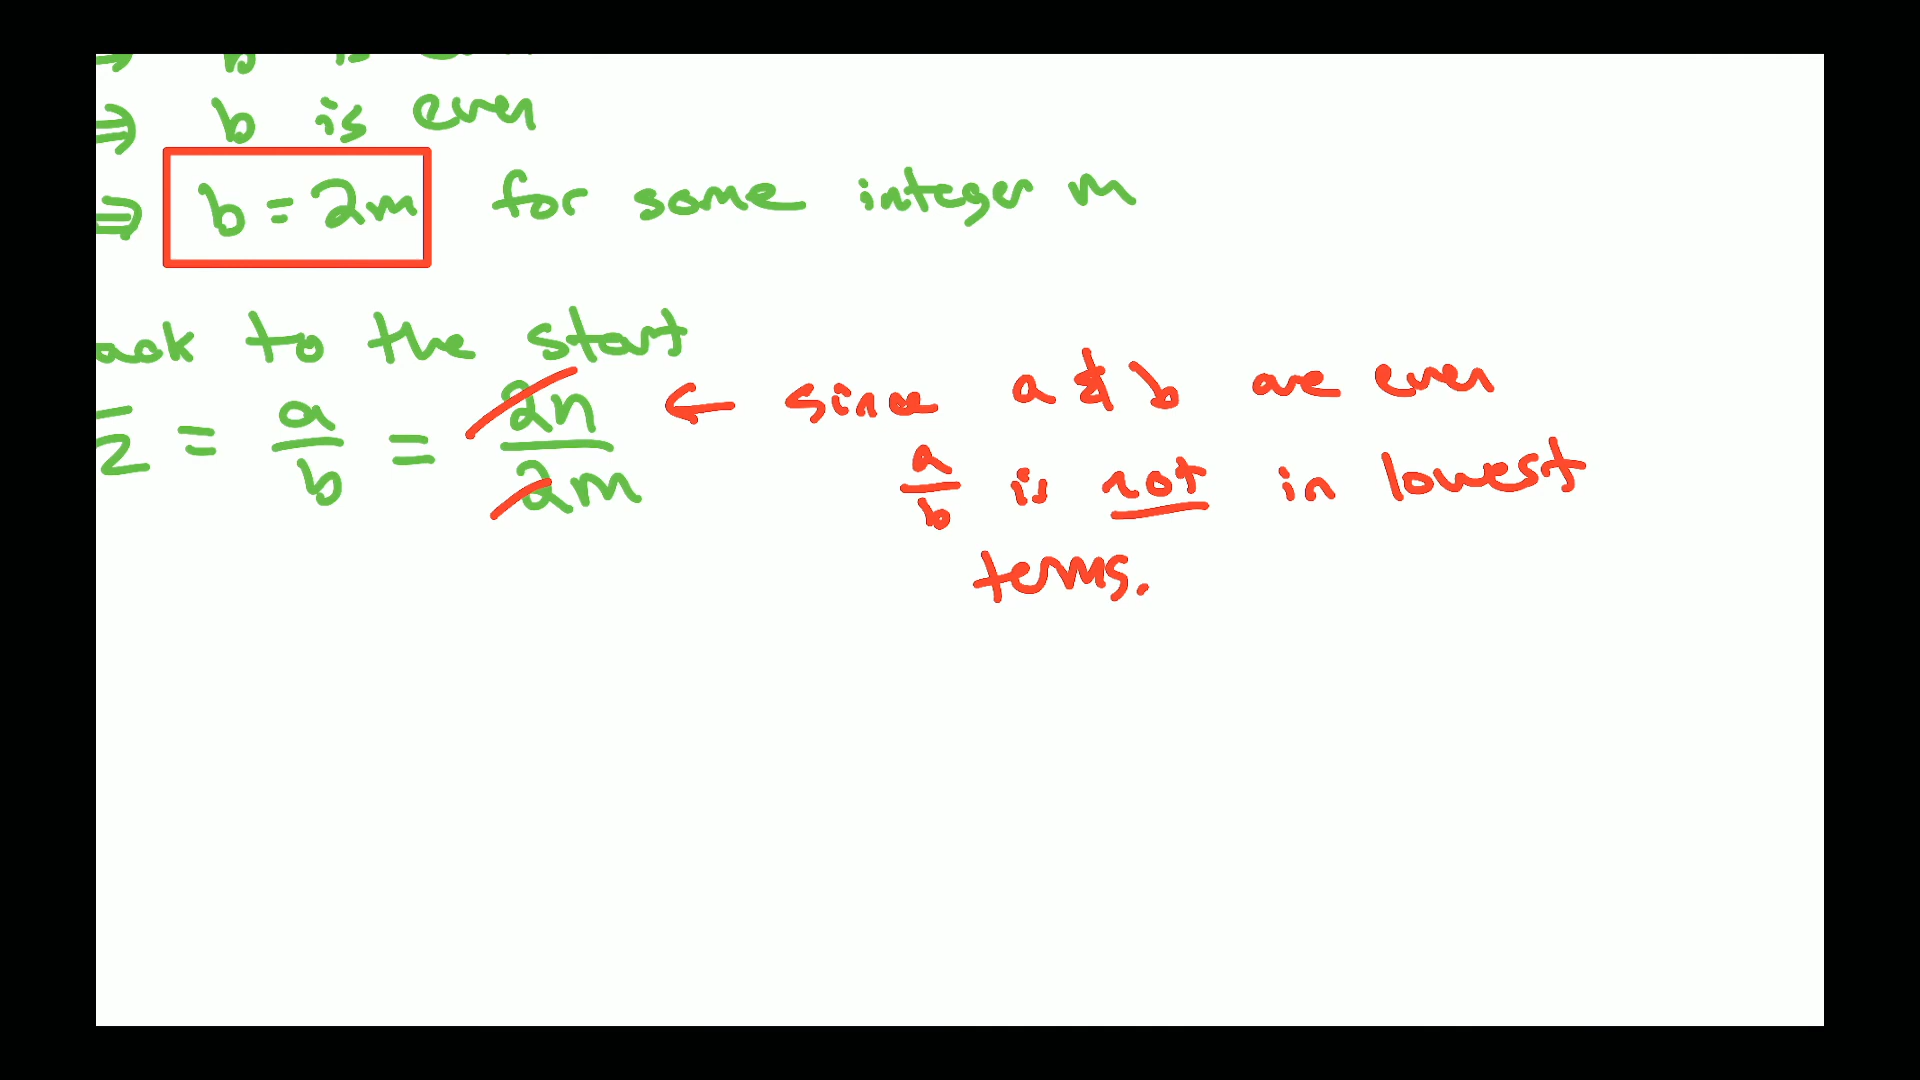 b is
⇒ b is even
⇒ b = 2m for some integer m
ack to the start
√2 = a/b = 2n/2m ← since a & b are even
a/b is not in lowest
terms.